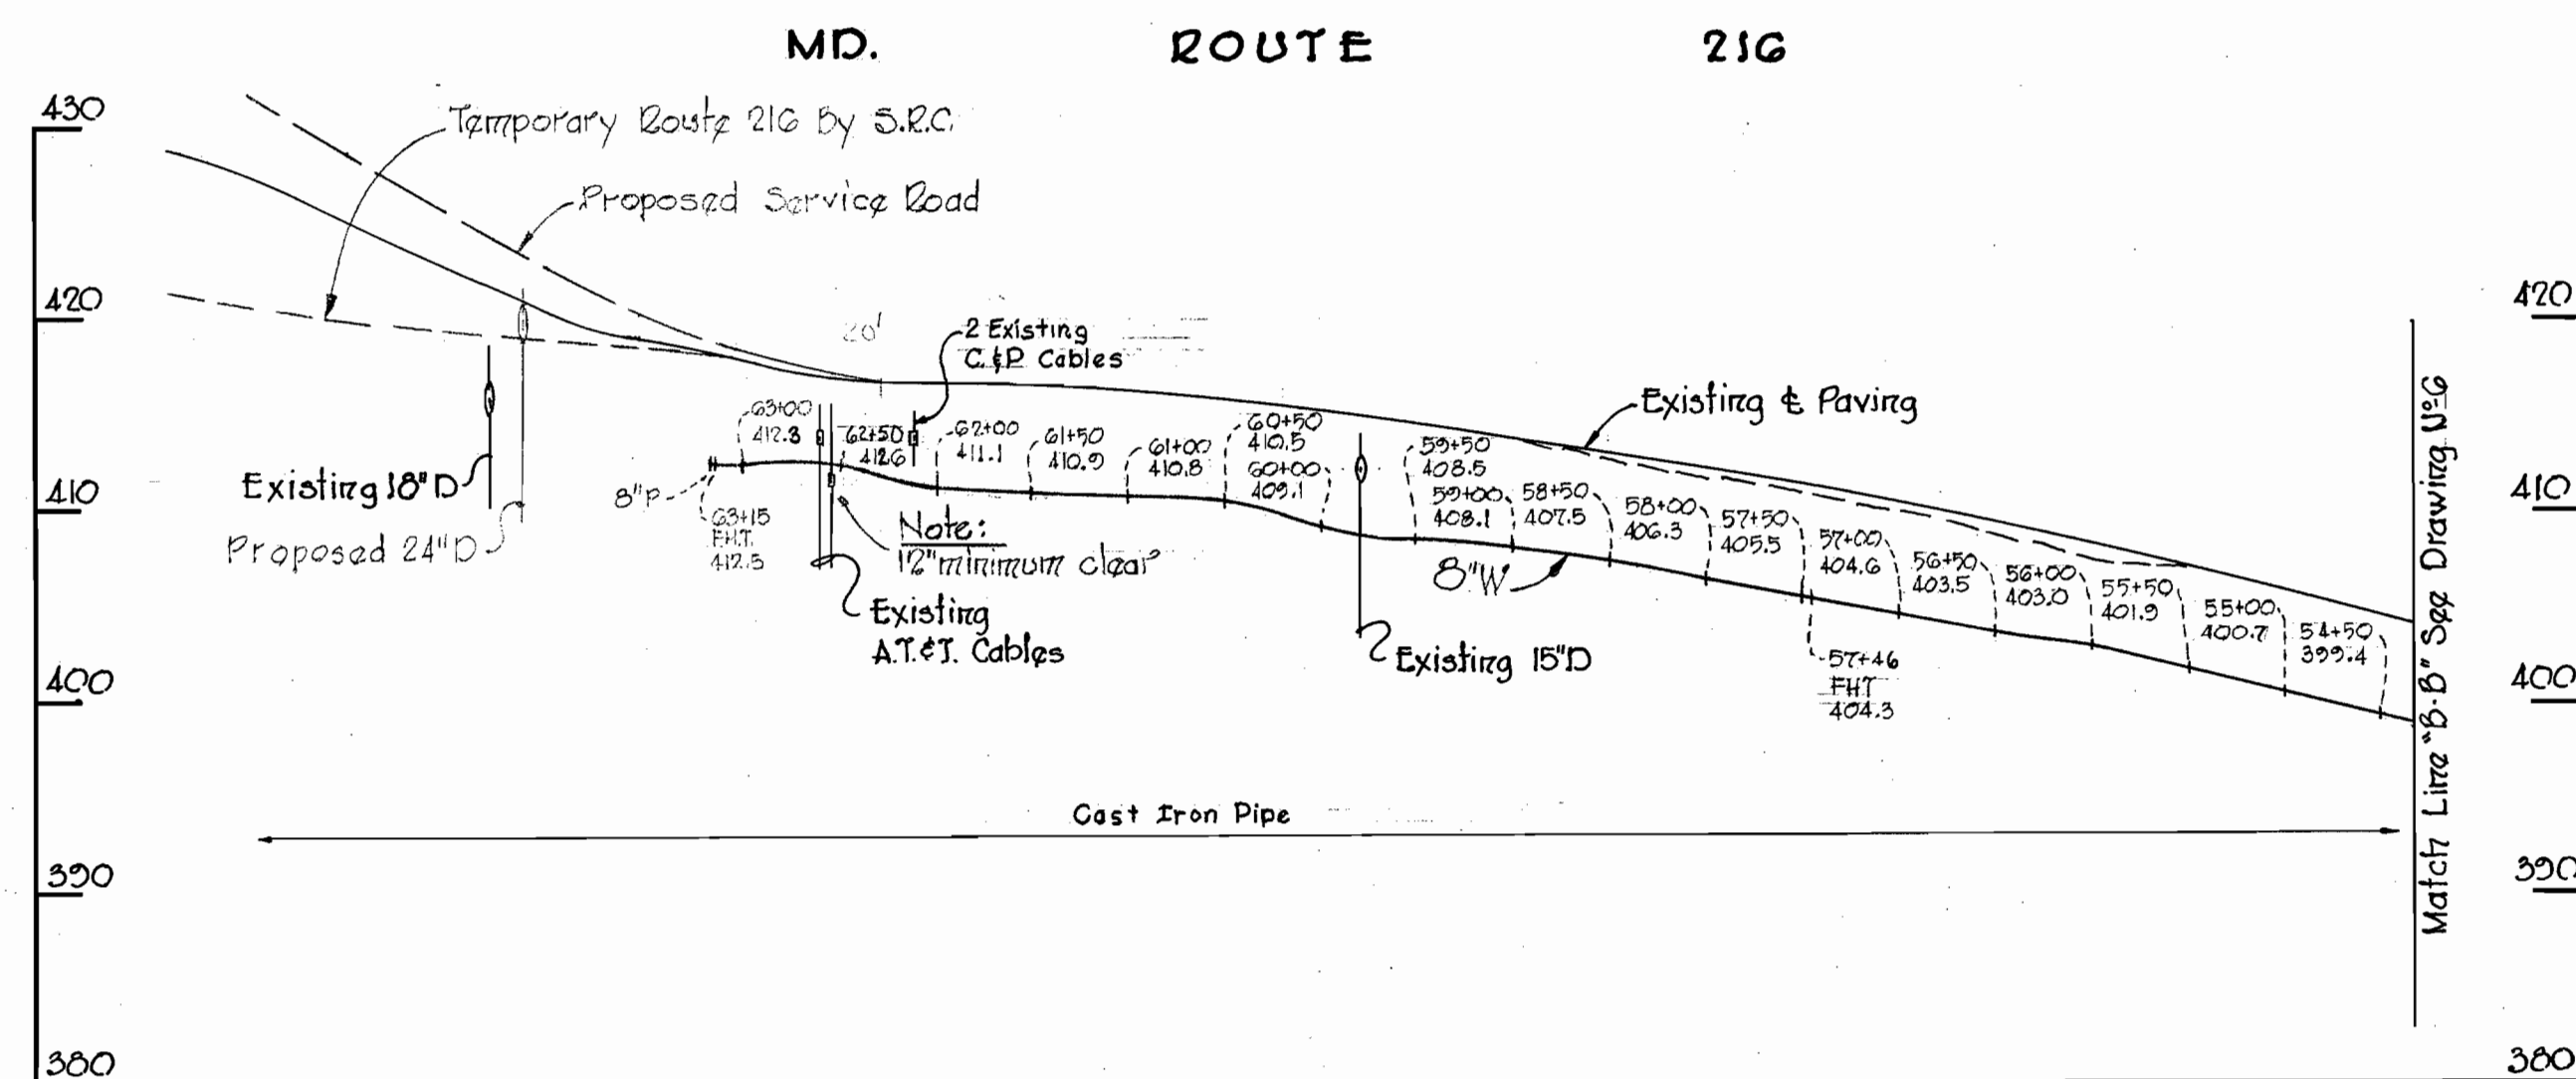 MD. ROUTE 216
430
Temporary Route 216 By S.R.C.
Proposed Service Road
420
420
20'
2 Existing
C.&P. Cables
Existing ℄ Paving
63+00
412.3
62+50
412.6
62+00
411.1
61+50
410.9
61+00
410.8
60+50
410.5
60+00
409.1
59+50
408.5
59+00
408.1
58+50
407.5
58+00
406.3
57+50
405.5
57+00
404.6
56+50
403.5
56+00
403.0
55+50
401.9
55+00
400.7
54+50
399.4
Existing 18"D
410
410
Proposed 24"D
8"P
63+15
F.H.T.
412.5
Note:
12" minimum clear
8"W
Existing
A.T.&T. Cables
Existing 15"D
57+46
FHT
404.3
400
400
Cast Iron Pipe
390
390
Match Line "B-B" See Drawing No. 6
380
380